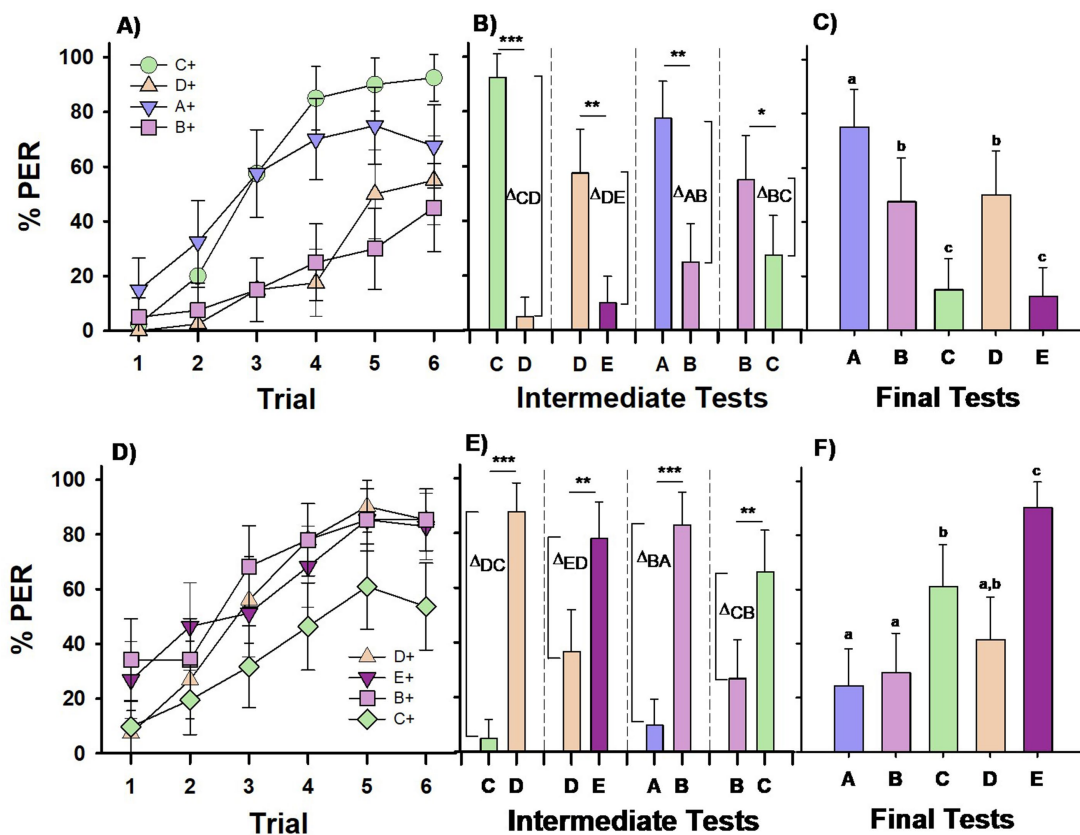 A)
B)
C)
% PER
100
80
60
40
20
0
C+
D+
A+
B+
1 2 3 4 5 6
Trial
***
**
**
*
ΔCD
ΔDE
ΔAB
ΔBC
C D D E A B B C
Intermediate Tests
a
b
c
b
c
A B C D E
Final Tests
D)
E)
F)
% PER
100
80
60
40
20
0
D+
E+
B+
C+
1 2 3 4 5 6
Trial
***
**
***
**
ΔDC
ΔED
ΔBA
ΔCB
C D D E A B B C
Intermediate Tests
a
a
b
a,b
c
A B C D E
Final Tests